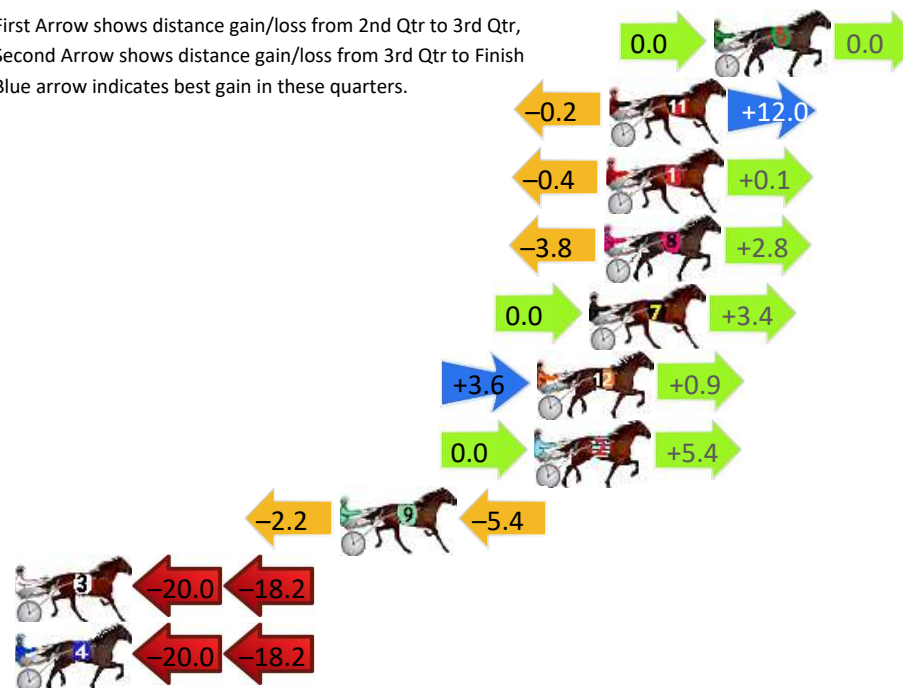 First Arrow shows distance gain/loss from 2nd Qtr to 3rd Qtr,
Second Arrow shows distance gain/loss from 3rd Qtr to Finish
Blue arrow indicates best gain in these quarters.
0.0 6 0.0
–0.2 11 +12.0
–0.4 1 +0.1
–3.8 8 +2.8
0.0 7 +3.4
+3.6 12 +0.9
0.0 +5.4
–2.2 9 –5.4
3 –20.0 –18.2
4 –20.0 –18.2